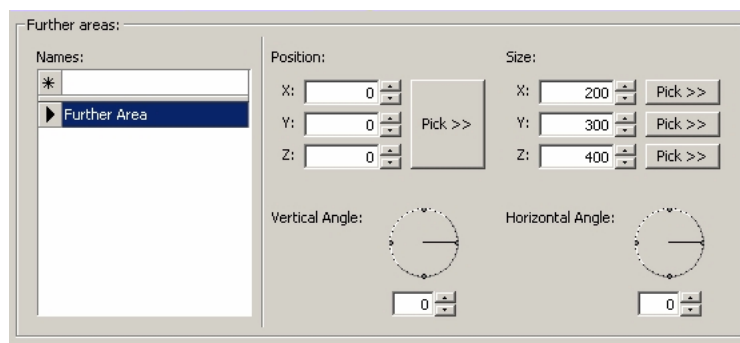 Further areas:
Names:
*
Further Area
Position:
X: 0
Y: 0
Z: 0
Pick >>
Size:
X: 200 Pick >>
Y: 300 Pick >>
Z: 400 Pick >>
Vertical Angle:
0
Horizontal Angle:
0